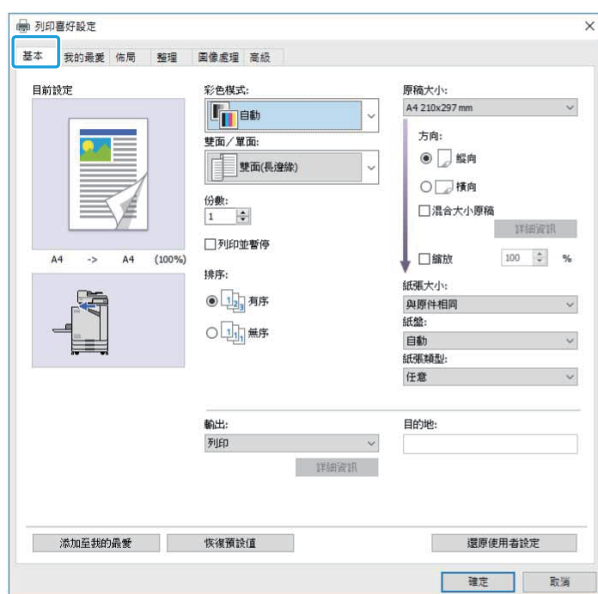 列印喜好設定
基本 我的最愛 佈局 整理 圖像處理 高級
目前設定
A4 -> A4 (100%)
彩色模式:
自動
雙面/單面:
雙面(長邊緣)
份數:
1
列印並暫停
排序:
1 2 3 有序
1 1 1 無序
原稿大小:
A4 210x297 mm
方向:
縱向
橫向
混合大小原稿
詳細資訊
縮放 100 %
紙張大小:
與原件相同
紙盤:
自動
紙張類型:
任意
輸出:
列印
詳細資訊
目的地:
添加至我的最愛 恢復預設值 還原使用者設定
確定 取消